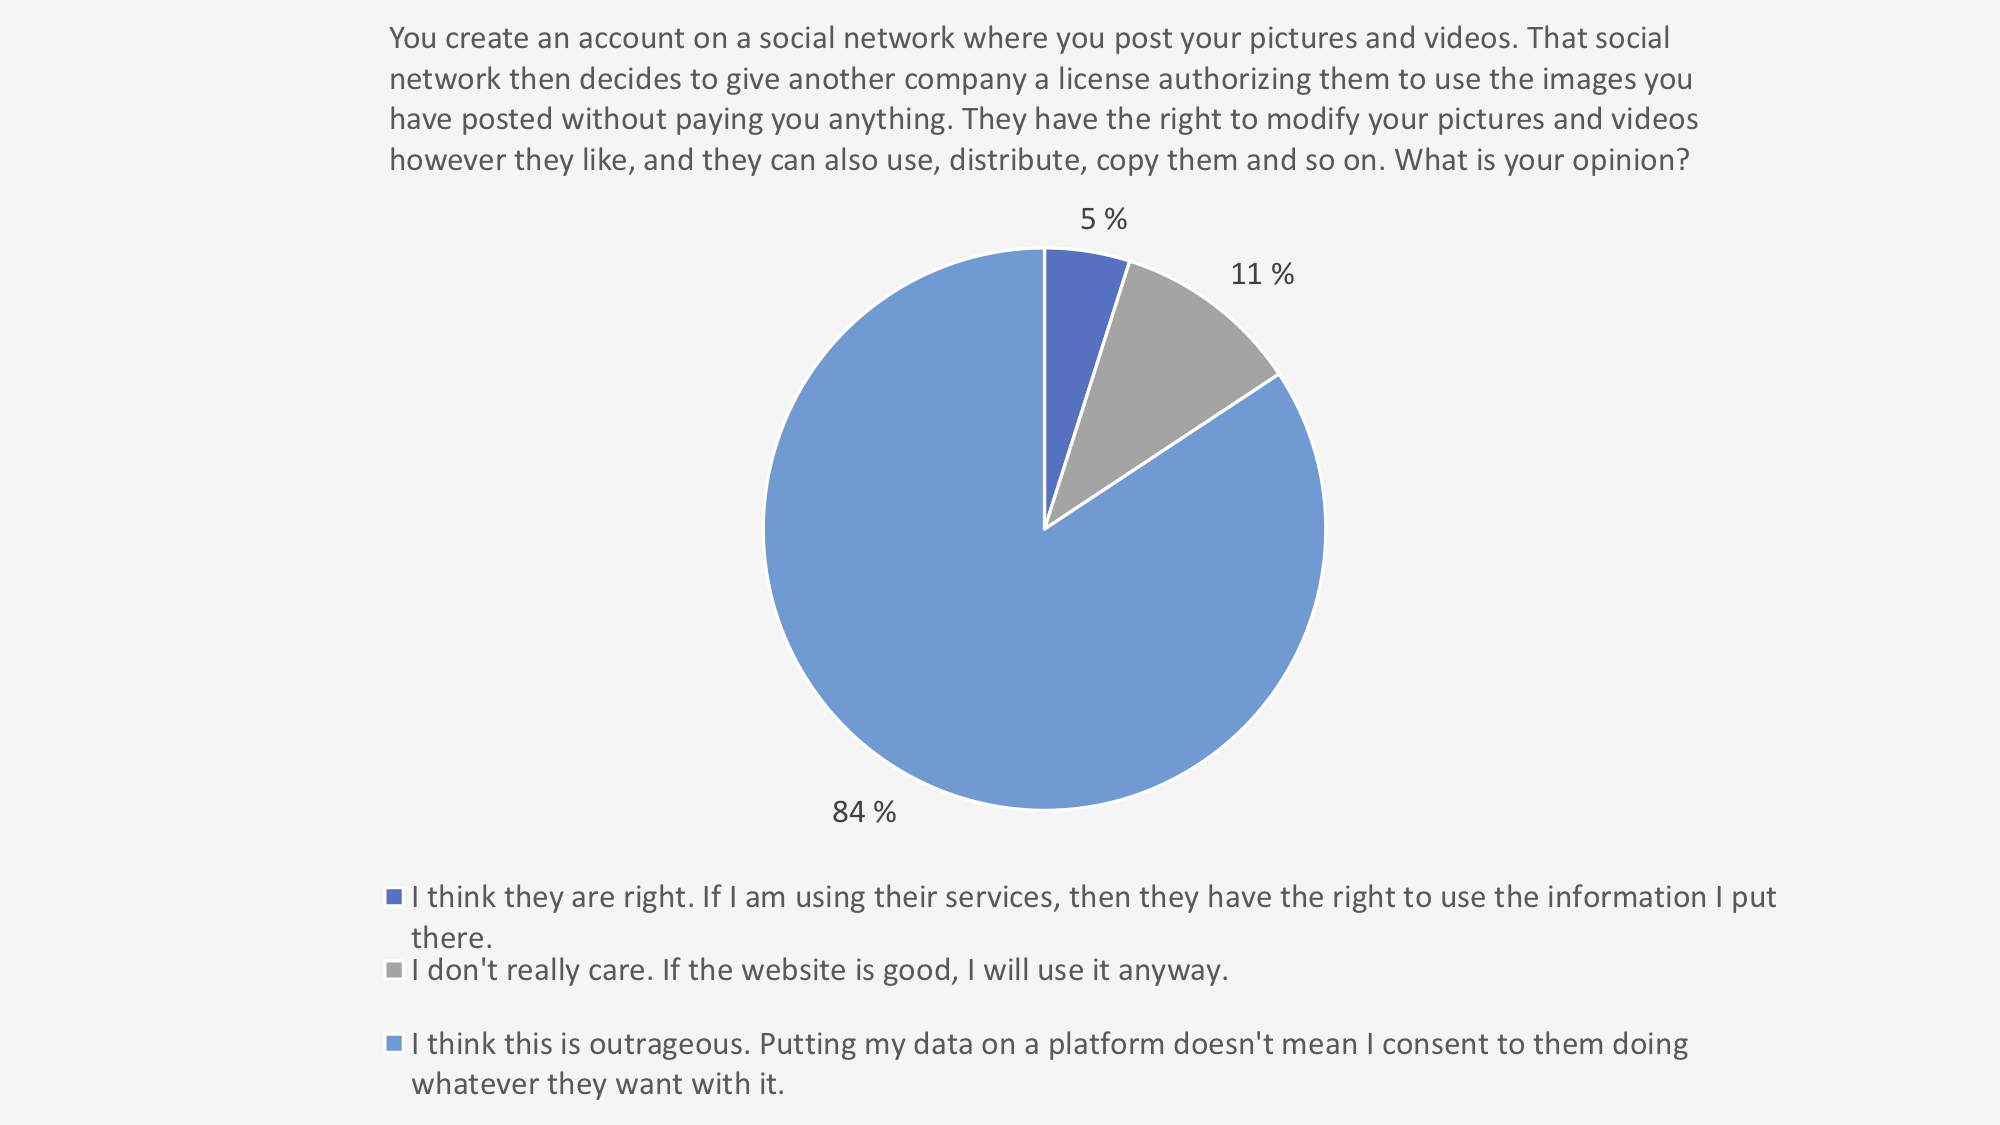 You create an account on a social network where you post your pictures and videos. That social
network then decides to give another company a license authorizing them to use the images you
have posted without paying you anything. They have the right to modify your pictures and videos
however they like, and they can also use, distribute, copy them and so on. What is your opinion?
5 %
11 %
84 %
I think they are right. If I am using their services, then they have the right to use the information I put
there.
I don't really care. If the website is good, I will use it anyway.
I think this is outrageous. Putting my data on a platform doesn't mean I consent to them doing
whatever they want with it.